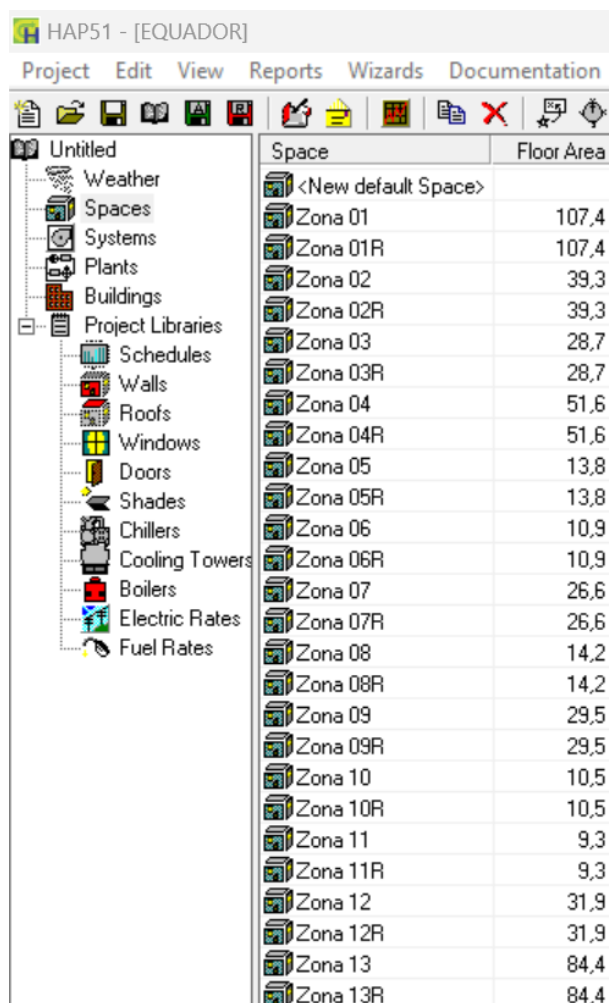 HAP51 - [EQUADOR]
Project Edit View Reports Wizards Documentation
Untitled
Weather
Spaces
Systems
Plants
Buildings
Project Libraries
Schedules
Walls
Roofs
Windows
Doors
Shades
Chillers
Cooling Towers
Boilers
Electric Rates
Fuel Rates
Space Floor Area
<New default Space>
Zona 01 107,4
Zona 01R 107,4
Zona 02 39,3
Zona 02R 39,3
Zona 03 28,7
Zona 03R 28,7
Zona 04 51,6
Zona 04R 51,6
Zona 05 13,8
Zona 05R 13,8
Zona 06 10,9
Zona 06R 10,9
Zona 07 26,6
Zona 07R 26,6
Zona 08 14,2
Zona 08R 14,2
Zona 09 29,5
Zona 09R 29,5
Zona 10 10,5
Zona 10R 10,5
Zona 11 9,3
Zona 11R 9,3
Zona 12 31,9
Zona 12R 31,9
Zona 13 84,4
Zona 13R 84,4